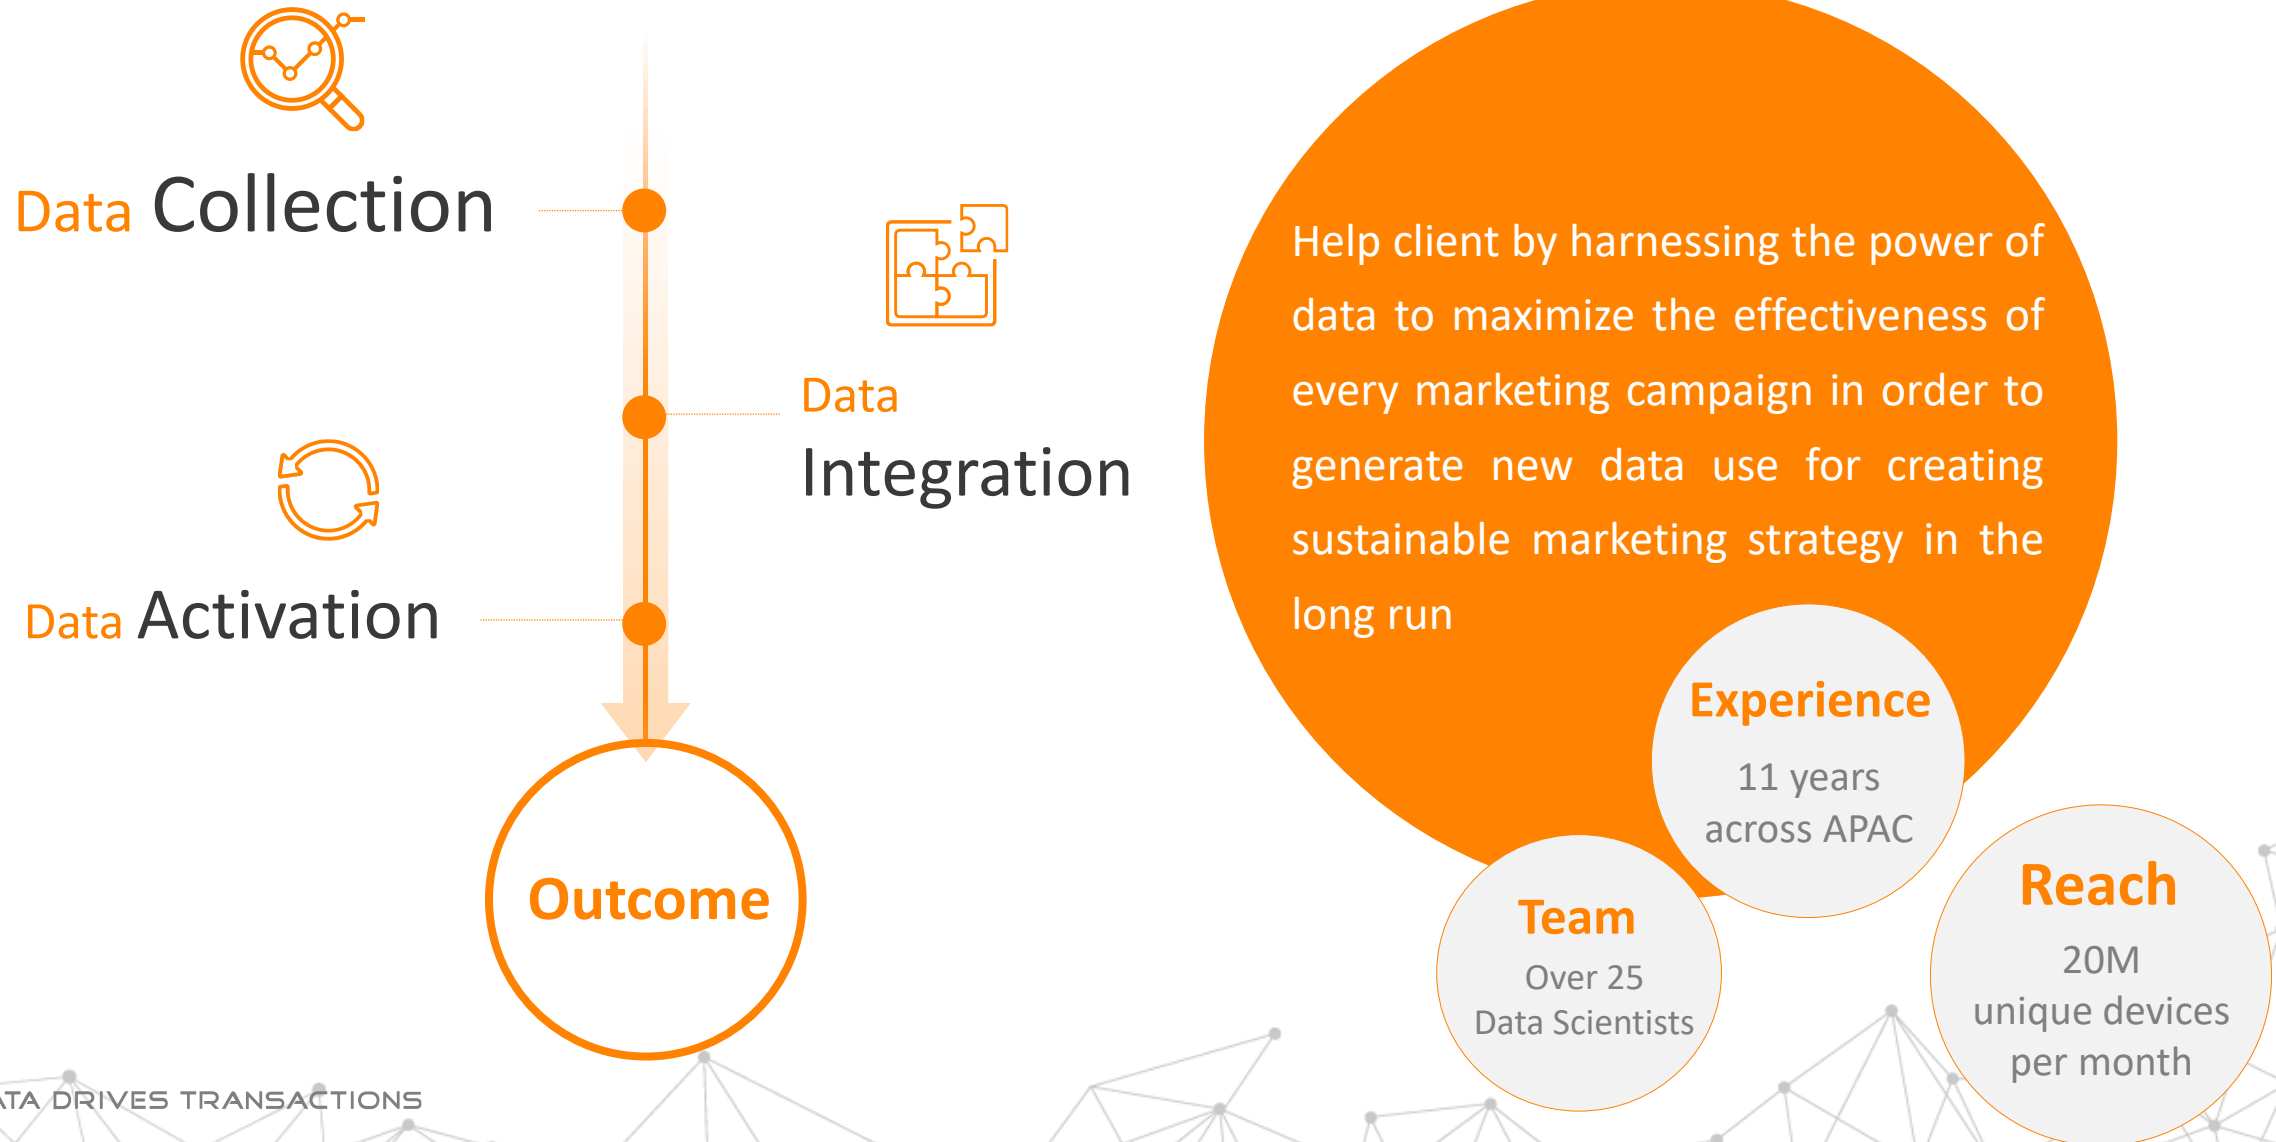 Data Collection
Data
Integration
Data Activation
Outcome
Help client by harnessing the power of
data to maximize the effectiveness of
every marketing campaign in order to
generate new data use for creating
sustainable marketing strategy in the
long run
Experience
11 years
across APAC
Team
Over 25
Data Scientists
Reach
20M
unique devices
per month
ATA DRIVES TRANSACTIONS